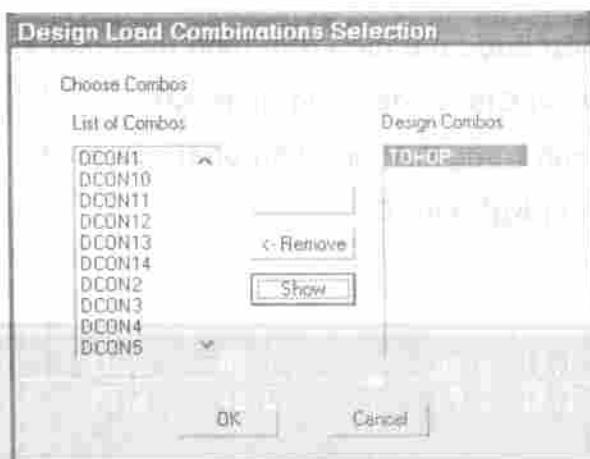 Design Load Combinations Selection
Choose Combos
List of Combos
Design Combos
DCON1
DCON10
DCON11
DCON12
DCON13
DCON14
DCON2
DCON3
DCON4
DCON5
TOHOP
<- Remove
Show
OK
Cancel